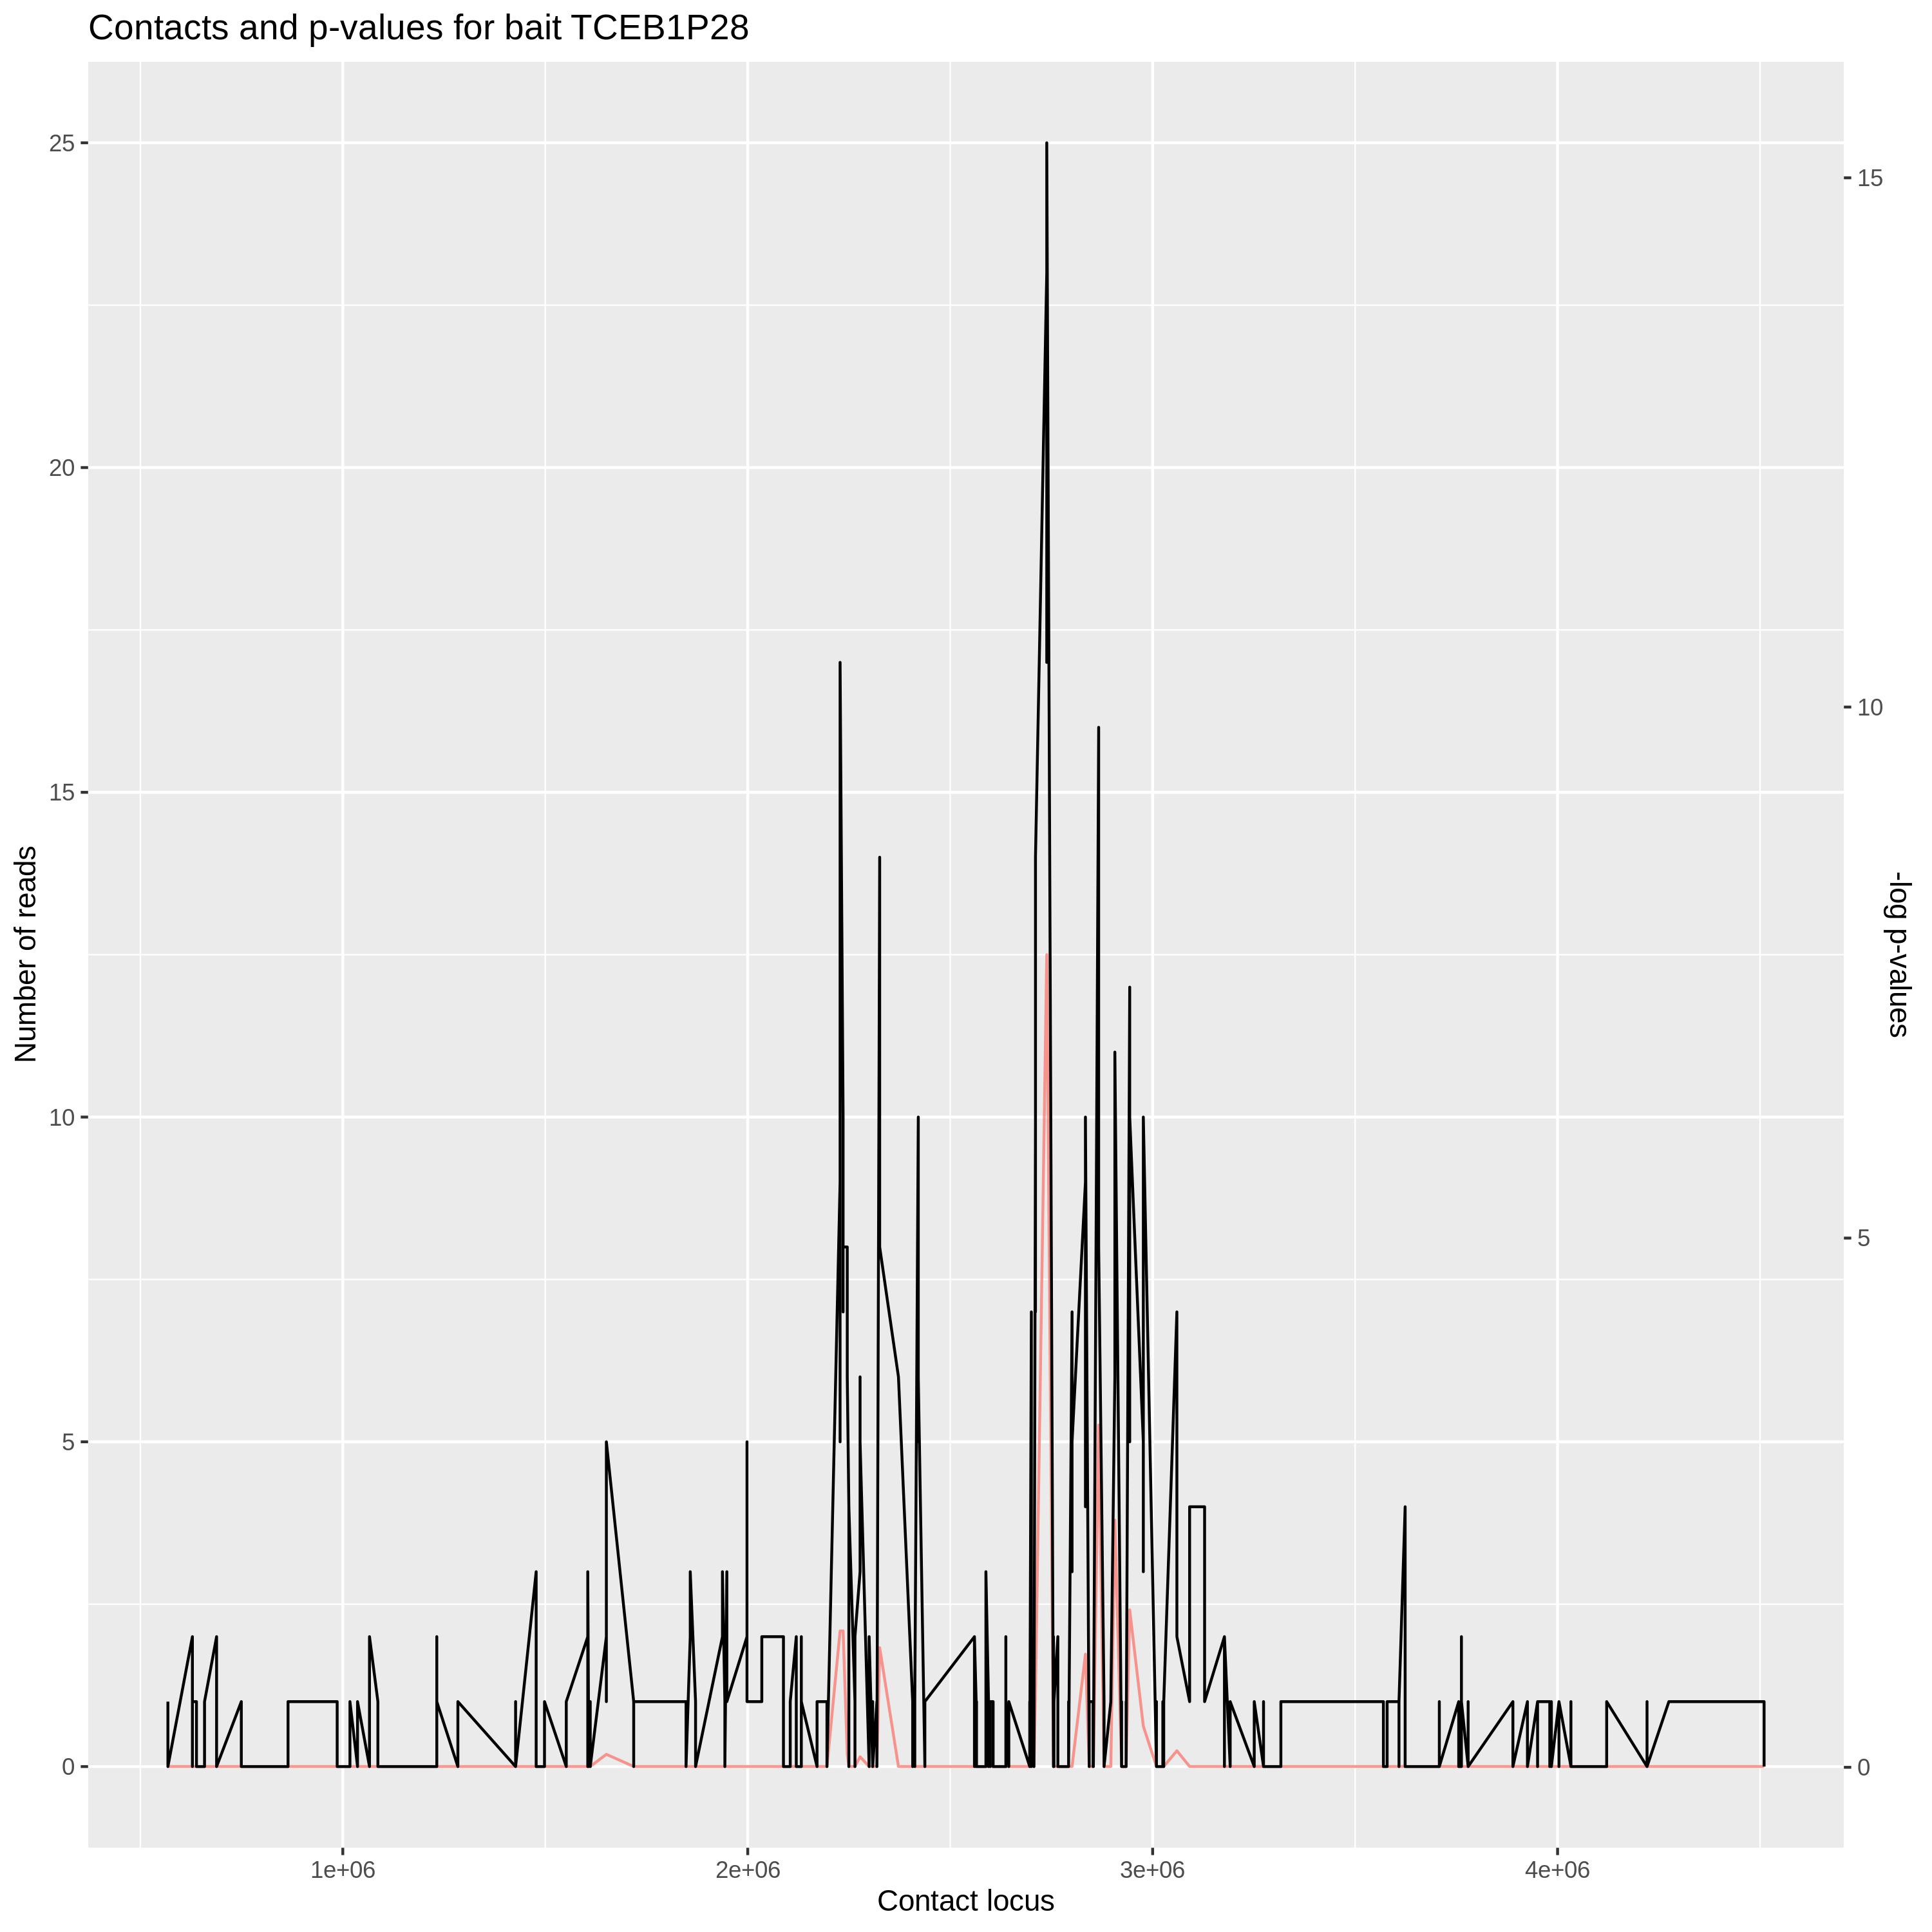 Contacts and p-values for bait TCEB1P28
25
20
15
10
5
0
Number of reads
15
10
5
0
-log p-values
1e+06
2e+06
3e+06
4e+06
Contact locus